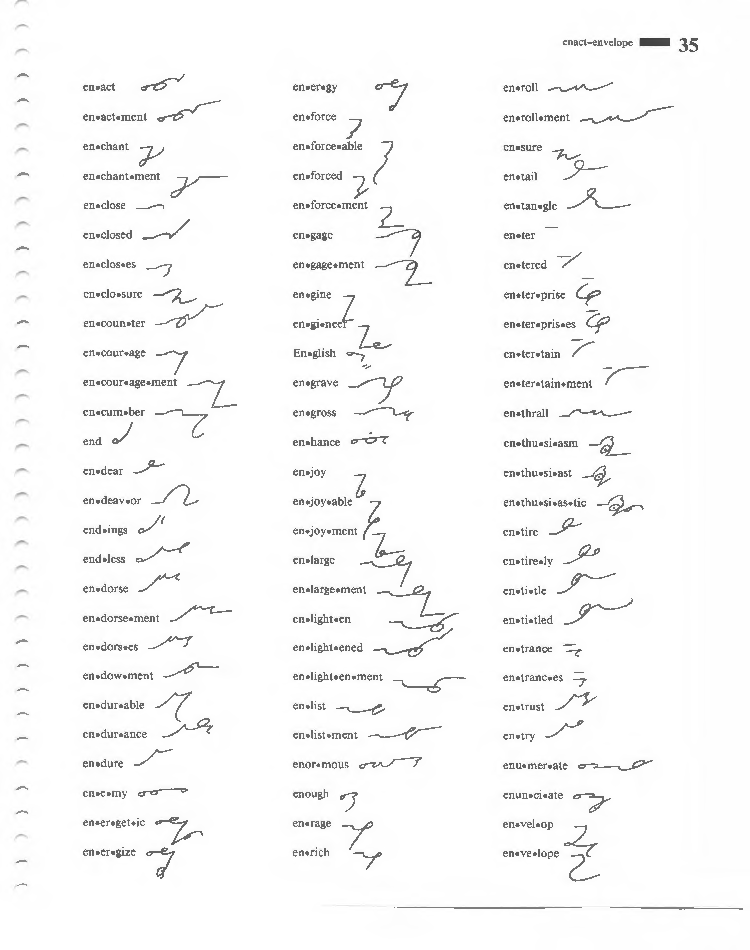 enact–envelope 35
en•act
en•act•ment
en•chant
en•chant•ment
en•close
en•closed
en•clos•es
en•clo•sure
en•coun•ter
en•cour•age
en•cour•age•ment
en•cum•ber
end
en•dear
en•deav•or
end•ings
end•less
en•dorse
en•dorse•ment
en•dors•es
en•dow•ment
en•dur•able
en•dur•ance
en•dure
en•e•my
en•er•get•ic
en•er•gize
en•er•gy
en•force
en•force•able
en•forced
en•force•ment
en•gage
en•gage•ment
en•gine
en•gi•neer
En•glish
en•grave
en•gross
en•hance
en•joy
en•joy•able
en•joy•ment
en•large
en•large•ment
en•light•en
en•light•ened
en•light•en•ment
en•list
en•list•ment
enor•mous
enough
en•rage
en•rich
en•roll
en•roll•ment
en•sure
en•tail
en•tan•gle
en•ter
en•tered
en•ter•prise
en•ter•pris•es
en•ter•tain
en•ter•tain•ment
en•thrall
en•thu•si•asm
en•thu•si•ast
en•thu•si•as•tic
en•tire
en•tire•ly
en•ti•tle
en•ti•tled
en•trance
en•tranc•es
en•trust
en•try
enu•mer•ate
enun•ci•ate
en•vel•op
en•ve•lope